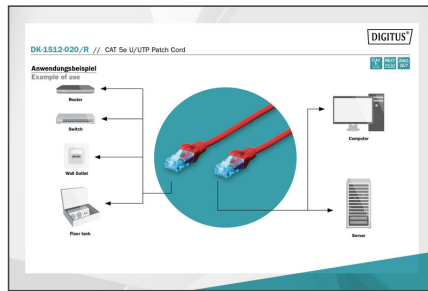 DIGITUS®
DK-1512-020/R // CAT 5e U/UTP Patch Cord
Anwendungsbeispiel
Example of use
Router
Switch
Wall Outlet
Floor tank
Computer
Server